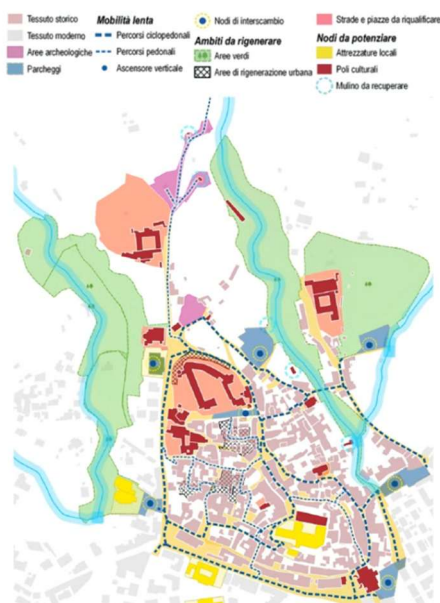 Tessuto storico
Tessuto moderno
Aree archeologiche
Parcheggi
Mobilità lenta
Percorsi ciclopedonali
Percorsi pedonali
Ascensore verticale
Nodi di interscambio
Ambiti da rigenerare
Aree verdi
Aree di rigenerazione urbana
Strade e piazze da riqualificare
Nodi da potenziare
Attrezzature locali
Poli culturali
Mulino da recuperare